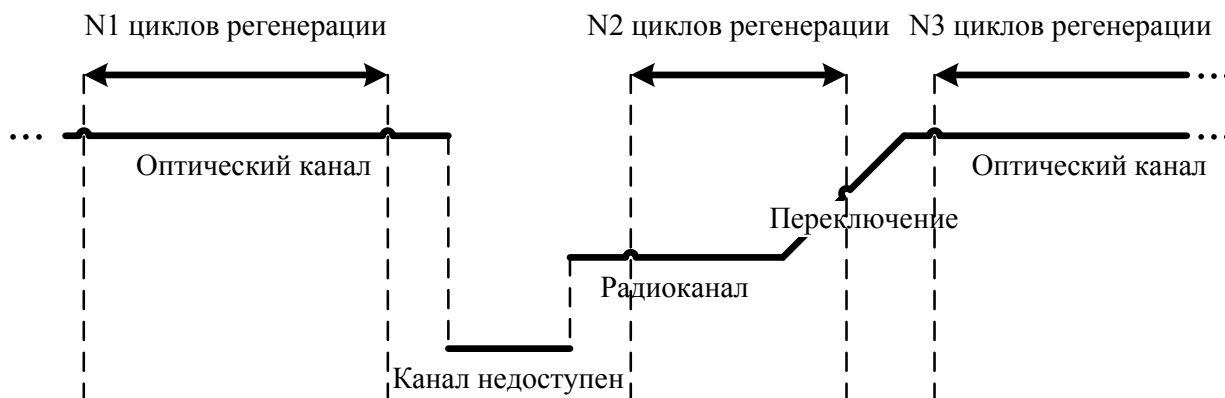 N1 циклов регенерации
N2 циклов регенерации
N3 циклов регенерации
Оптический канал
Оптический канал
Переключение
Радиоканал
Канал недоступен